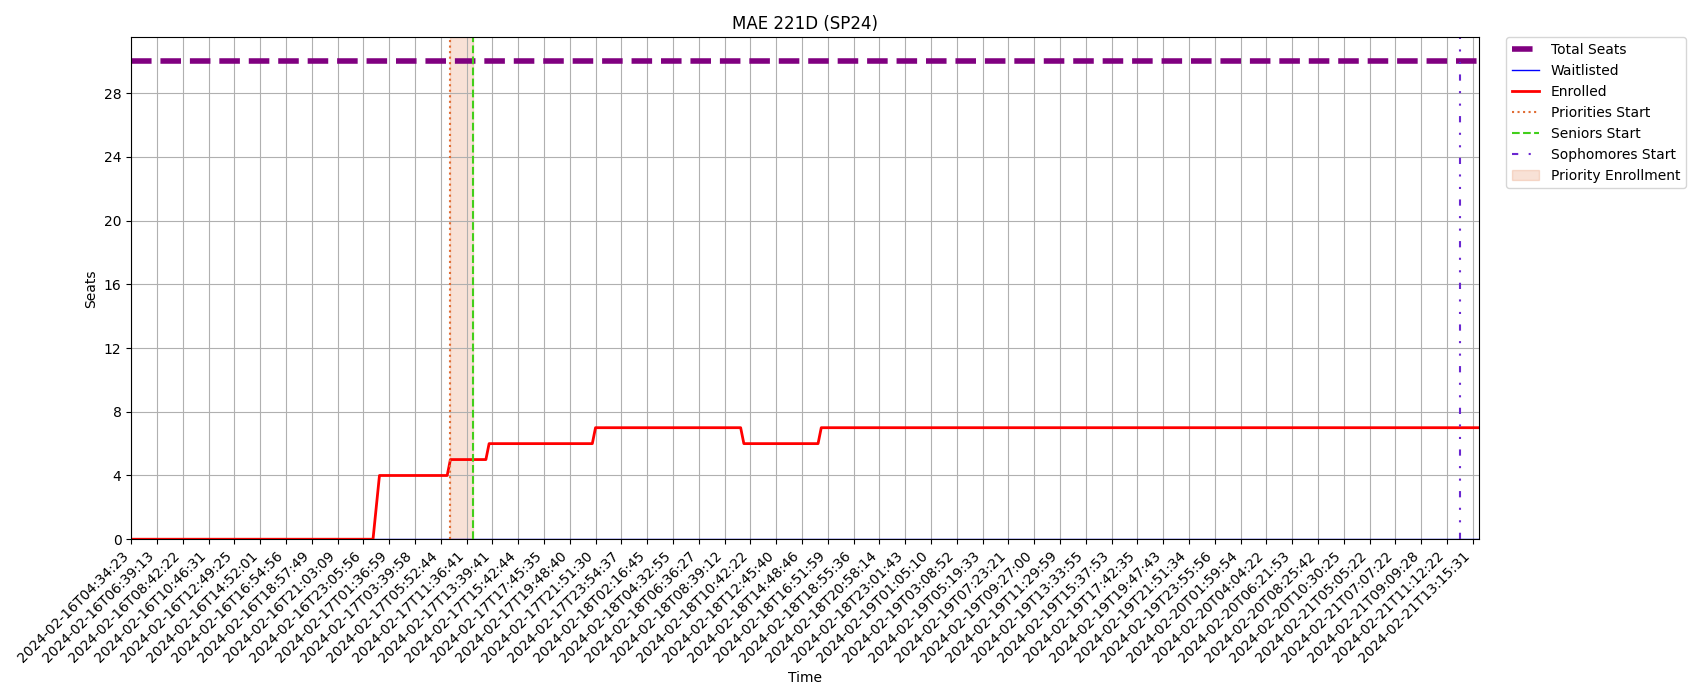 MAE 221D (SP24)
Total Seats
Waitlisted
Enrolled
Priorities Start
Seniors Start
Sophomores Start
Priority Enrollment
Seats
28
24
20
16
12
8
4
0
2024-02-16T04:34:23
2024-02-16T06:39:13
2024-02-16T08:42:22
2024-02-16T10:46:31
2024-02-16T12:49:25
2024-02-16T14:52:01
2024-02-16T16:54:56
2024-02-16T18:57:49
2024-02-16T21:03:09
2024-02-16T23:05:56
2024-02-17T01:36:59
2024-02-17T03:39:58
2024-02-17T05:52:44
2024-02-17T11:36:41
2024-02-17T13:39:41
2024-02-17T15:42:44
2024-02-17T17:45:35
2024-02-17T19:48:40
2024-02-17T21:51:30
2024-02-17T23:54:37
2024-02-18T02:16:45
2024-02-18T04:32:55
2024-02-18T06:36:27
2024-02-18T08:39:12
2024-02-18T10:42:22
2024-02-18T12:45:40
2024-02-18T14:48:46
2024-02-18T16:51:59
2024-02-18T18:55:36
2024-02-18T20:58:14
2024-02-18T23:01:43
2024-02-19T01:05:10
2024-02-19T03:08:52
2024-02-19T05:19:33
2024-02-19T07:23:21
2024-02-19T09:27:00
2024-02-19T11:29:59
2024-02-19T13:33:55
2024-02-19T15:37:53
2024-02-19T17:42:35
2024-02-19T19:47:43
2024-02-19T21:51:34
2024-02-19T23:55:56
2024-02-20T01:59:54
2024-02-20T04:04:22
2024-02-20T06:21:53
2024-02-20T08:25:42
2024-02-20T10:30:25
2024-02-21T05:05:22
2024-02-21T07:07:22
2024-02-21T09:09:28
2024-02-21T11:12:22
2024-02-21T13:15:31
Time